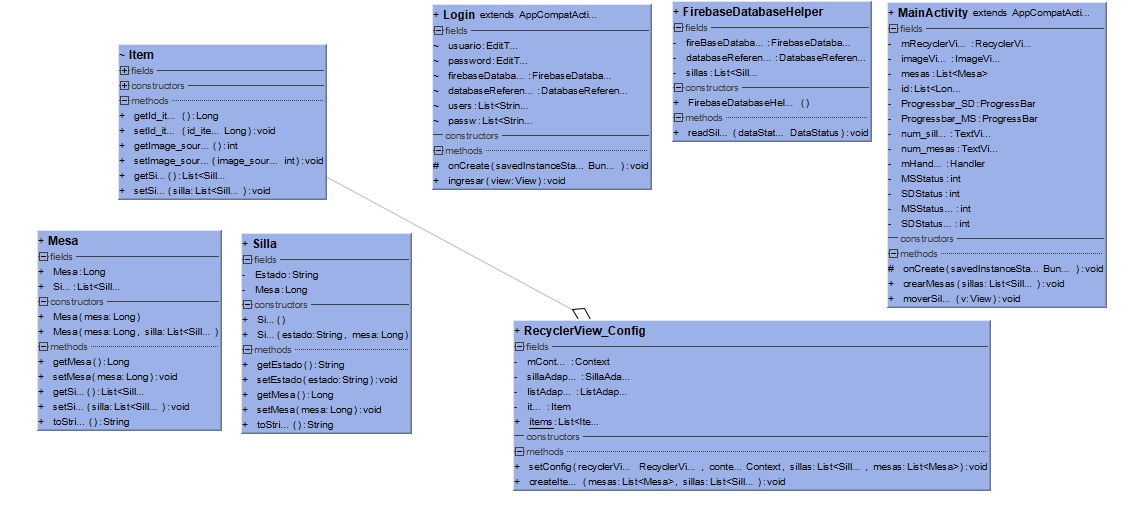 ~ Item
fields
constructors
methods
+ getId_it... () : Long
+ setId_it... (id_ite... Long) : void
+ getImage_sour... () : int
+ setImage_sour... (image_sour... int) : void
+ getSi... () : List<Sill...
+ setSi... (silla: List<Sill... ) : void
+ Login extends AppCompatActi...
fields
~ usuario : EditT...
~ password : EditT...
~ firebaseDataba... : FirebaseDataba...
~ databaseReferen... : DatabaseReferen...
~ users : List<Strin...
~ passw : List<Strin...
constructors
methods
# onCreate (savedInstanceSta... Bun... ) : void
+ ingresar (view: View) : void
+ FirebaseDatabaseHelper
fields
- fireBaseDataba... : FirebaseDataba...
- databaseReferen... : DatabaseReferen...
- sillas : List<Sill...
constructors
+ FirebaseDatabaseHel... ()
methods
+ readSil... (dataStat... DataStatus) : void
+ MainActivity extends AppCompatActi...
fields
- mRecyclerVi... : RecyclerVi...
- imageVi... : ImageVi...
- mesas : List<Mesa>
- id : List<Lon...
- Progressbar_SD : ProgressBar
- Progressbar_MS : ProgressBar
- num_sill... : TextVi...
- num_mesas : TextVi...
- mHand... : Handler
- MSStatus : int
- SDStatus : int
- MSStatus... : int
- SDStatus... : int
constructors
methods
# onCreate (savedInstanceSta... Bun... ) : void
+ crearMesas (sillas: List<Sill... ) : void
+ moverSil... (v: View) : void
+ Mesa
fields
+ Mesa : Long
+ Si... : List<Sill...
constructors
+ Mesa (mesa: Long)
+ Mesa (mesa: Long, silla: List<Sill... )
methods
+ getMesa () : Long
+ setMesa (mesa: Long) : void
+ getSi... () : List<Sill...
+ setSi... (silla: List<Sill... ) : void
+ toStri... () : String
+ Silla
fields
- Estado : String
- Mesa : Long
constructors
+ Si... ()
+ Si... (estado: String, mesa: Long)
methods
+ getEstado () : String
+ setEstado (estado: String) : void
+ getMesa () : Long
+ setMesa (mesa: Long) : void
+ toStri... () : String
+ RecyclerView_Config
fields
- mCont... : Context
- sillaAdap... : SillaAda...
- listAdap... : ListAdap...
- it... : Item
+ items : List<Ite...
constructors
methods
+ setConfig (recyclerVi... RecyclerVi... , conte... Context, sillas: List<Sill... , mesas: List<Mesa>) : void
+ createIte... (mesas: List<Mesa>, sillas: List<Sill... ) : void